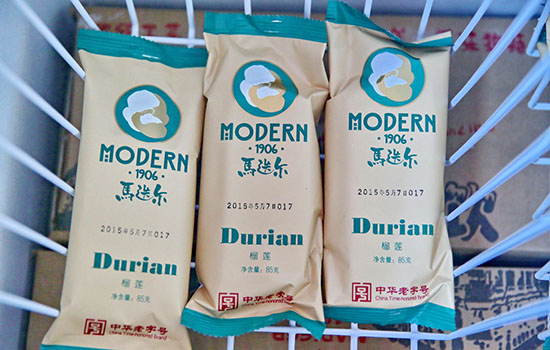 MODERN
·1906·
馬迭尔
2015年5月7日017
Durian
榴莲
净含量：85克
中华老字号
China Time-honored Brand
MODERN
·1906·
馬迭尔
2015年5月7日017
Durian
榴莲
净含量：85克
中华老字号
China Time-honored Brand
MODERN
·1906·
馬迭尔
2015年5月7日017
Durian
榴莲
净含量：85克
中华老字号
China Time-honored Brand